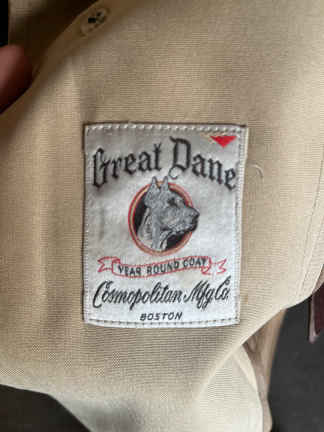 Great Dane
YEAR ROUND COAT
Cosmopolitan Mfg Co.
BOSTON